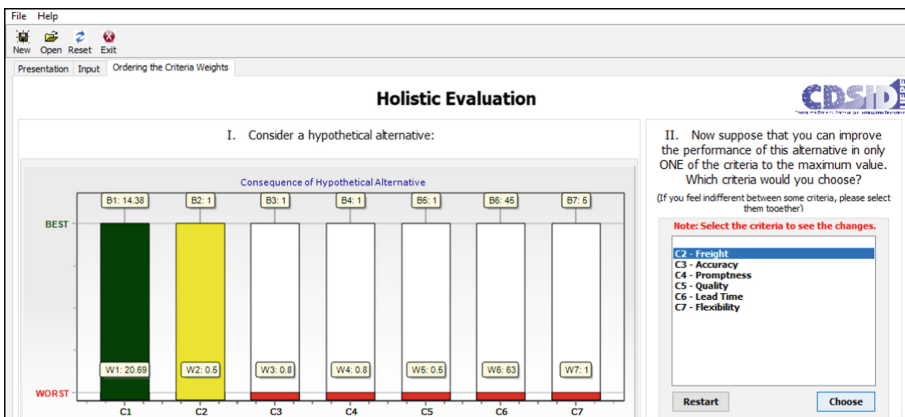 File Help
New Open Reset Exit
Presentation Input Ordering the Criteria Weights
Holistic Evaluation
CDSID
I. Consider a hypothetical alternative:
Consequence of Hypothetical Alternative
B1: 14.38 B2: 1 B3: 1 B4: 1 B5: 1 B6: 45 B7: 5
BEST
W1: 20.69 W2: 0.5 W3: 0.8 W4: 0.8 W5: 0.5 W6: 63 W7: 1
WORST
C1 C2 C3 C4 C5 C6 C7
II. Now suppose that you can improve
the performance of this alternative in only
ONE of the criteria to the maximum value.
Which criteria would you choose?
(If you feel indifferent between some criteria, please select
them together)
Note: Select the criteria to see the changes.
C2 - Freight
C3 - Accuracy
C4 - Promptness
C5 - Quality
C6 - Lead Time
C7 - Flexibility
Restart Choose